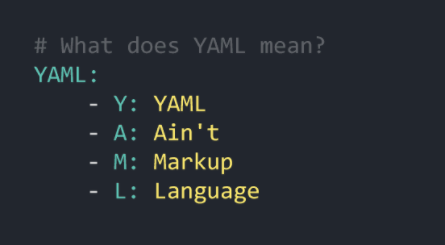 # What does YAML mean?
YAML:
    - Y: YAML
    - A: Ain't
    - M: Markup
    - L: Language